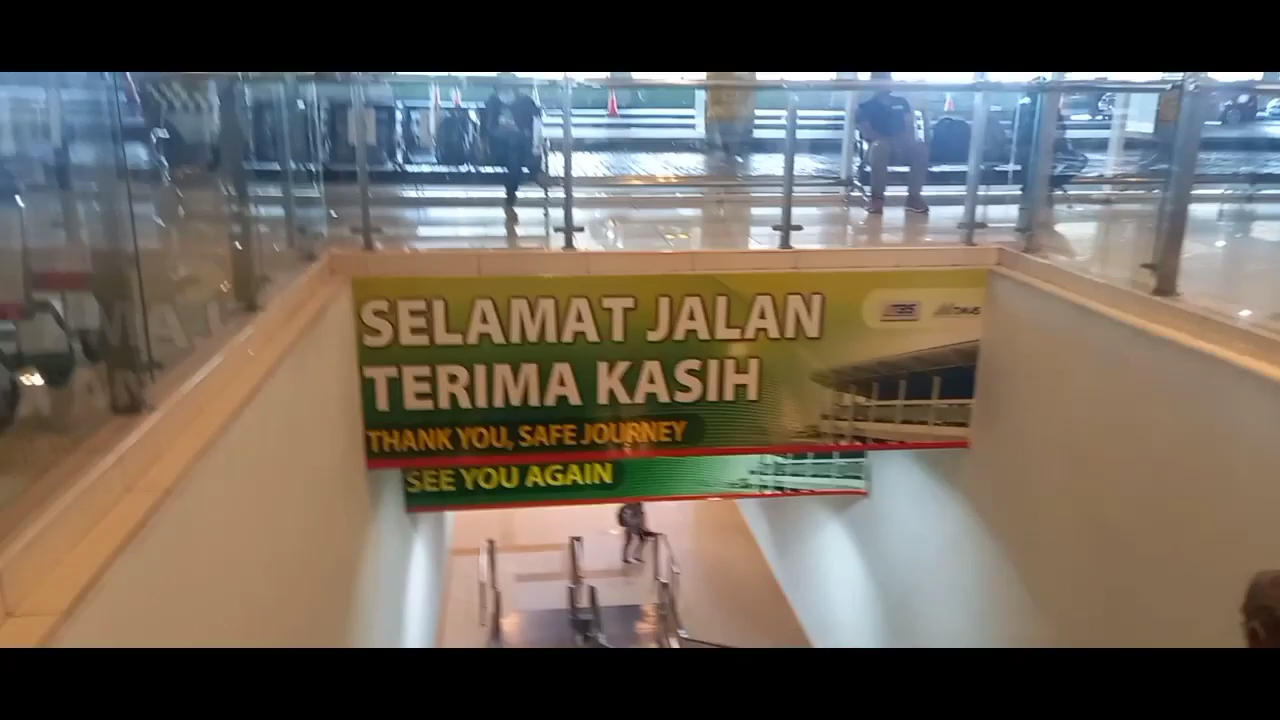 SELAMAT JALAN
TERIMA KASIH
THANK YOU, SAFE JOURNEY
SEE YOU AGAIN